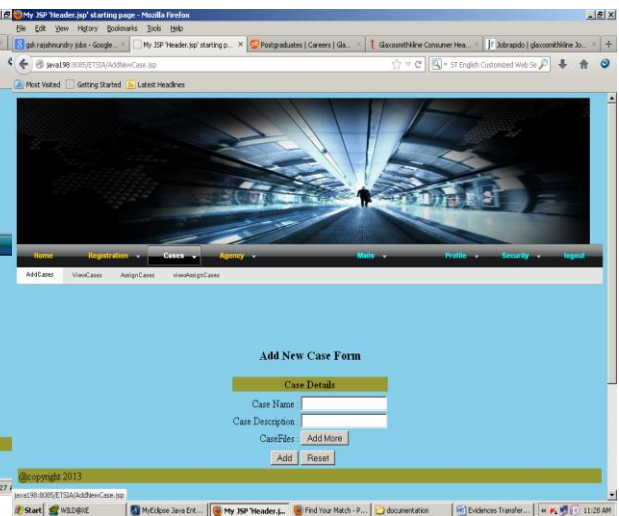 My JSP 'Header.jsp' starting page - Mozilla Firefox
File Edit View History Bookmarks Tools Help
gsk rajahmundry jobs - Google... My JSP 'Header.jsp' starting p... Postgraduates | Careers | Gla... Glaxosmithkline Consumer Hea... Jobrapido | glaxosmithkline Jo...
java198:8085/ETSIA/AddNewCase.jsp ST English Customized Web Se
Most Visited Getting Started Latest Headlines
Home Registration Cases Agency Mails Profile Security logout
AddCases ViewCases AssignCases viewAssignCases
Add New Case Form
Case Details
Case Name :
Case Description :
CaseFiles : Add More
Add Reset
@copyright 2013
27 A
java198:8085/ETSIA/AddNewCase.jsp
Start WILD@KE MyEclipse Java Ent... My JSP 'Header.j... Find Your Match - P... documentation Evidences Transfer... 11:28 AM